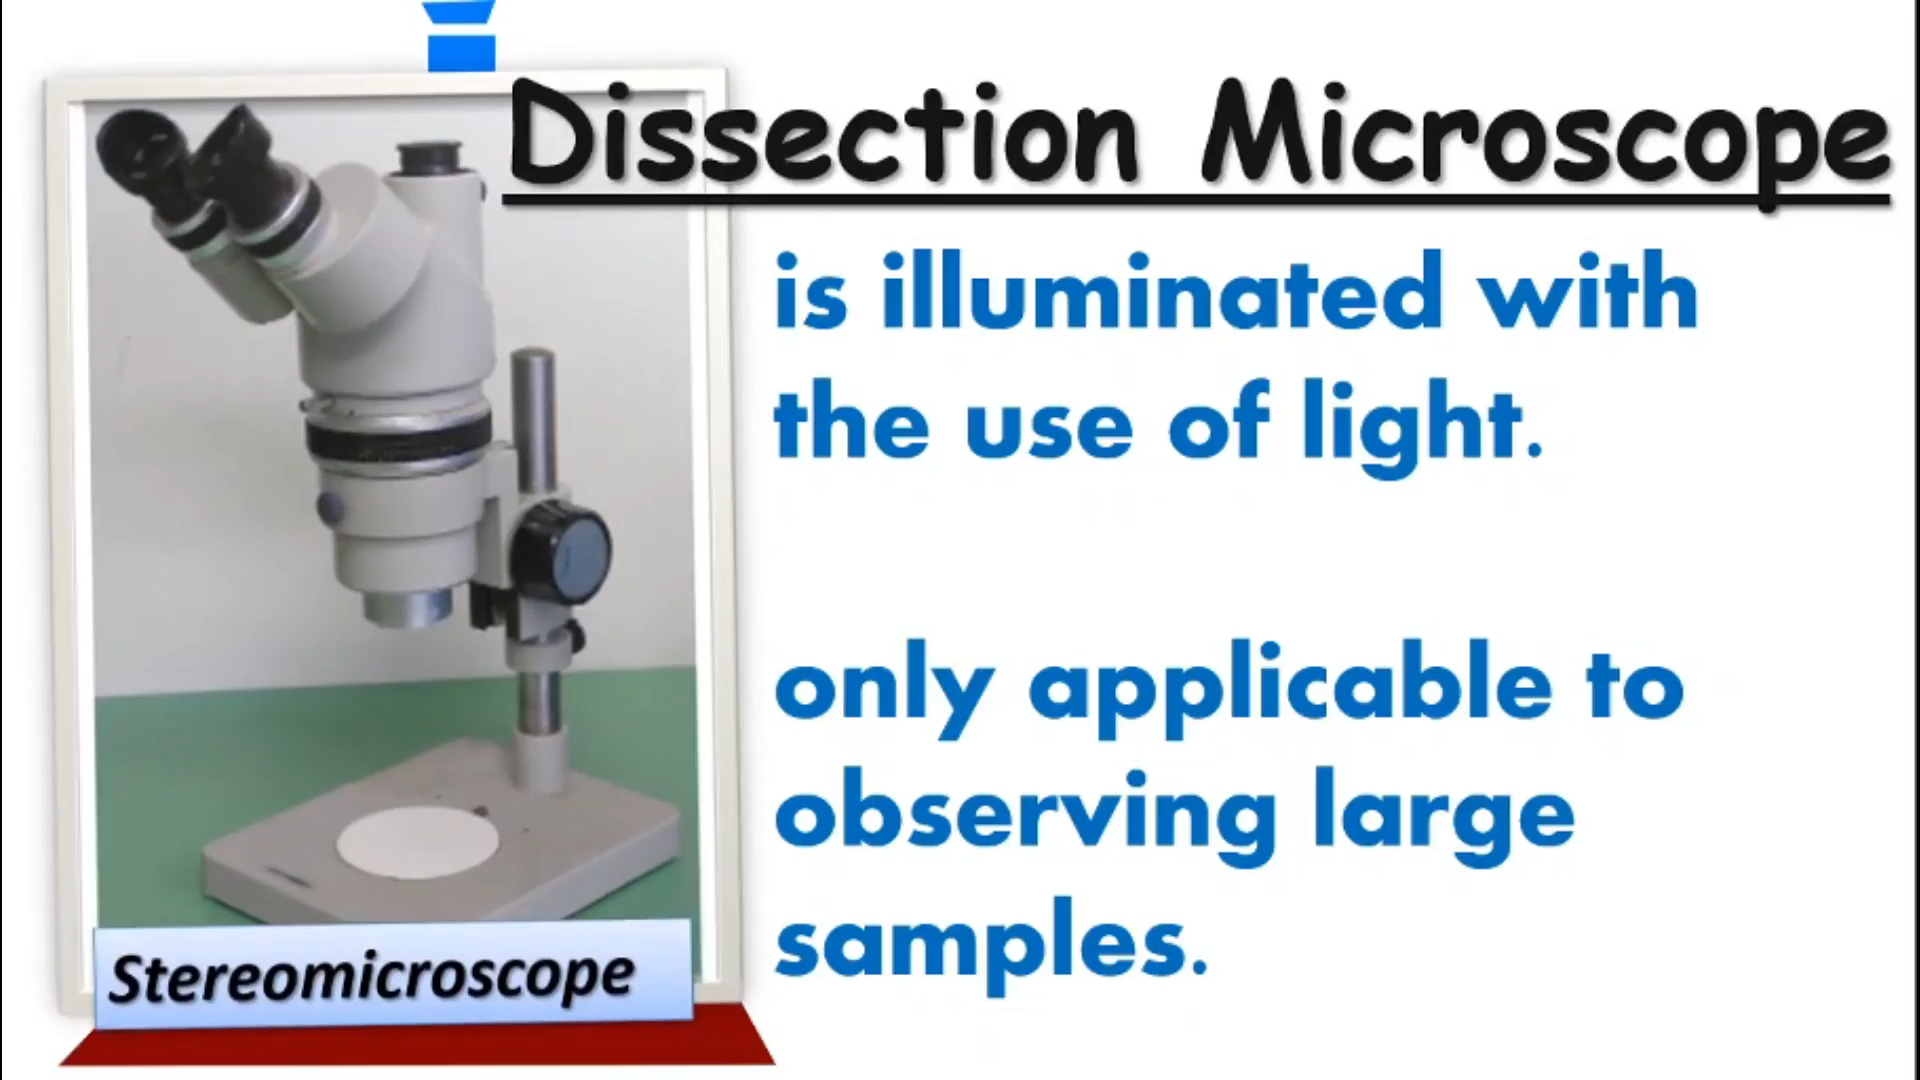 Dissection Microscope
is illuminated with
the use of light.
only applicable to
observing large
samples.
Stereomicroscope